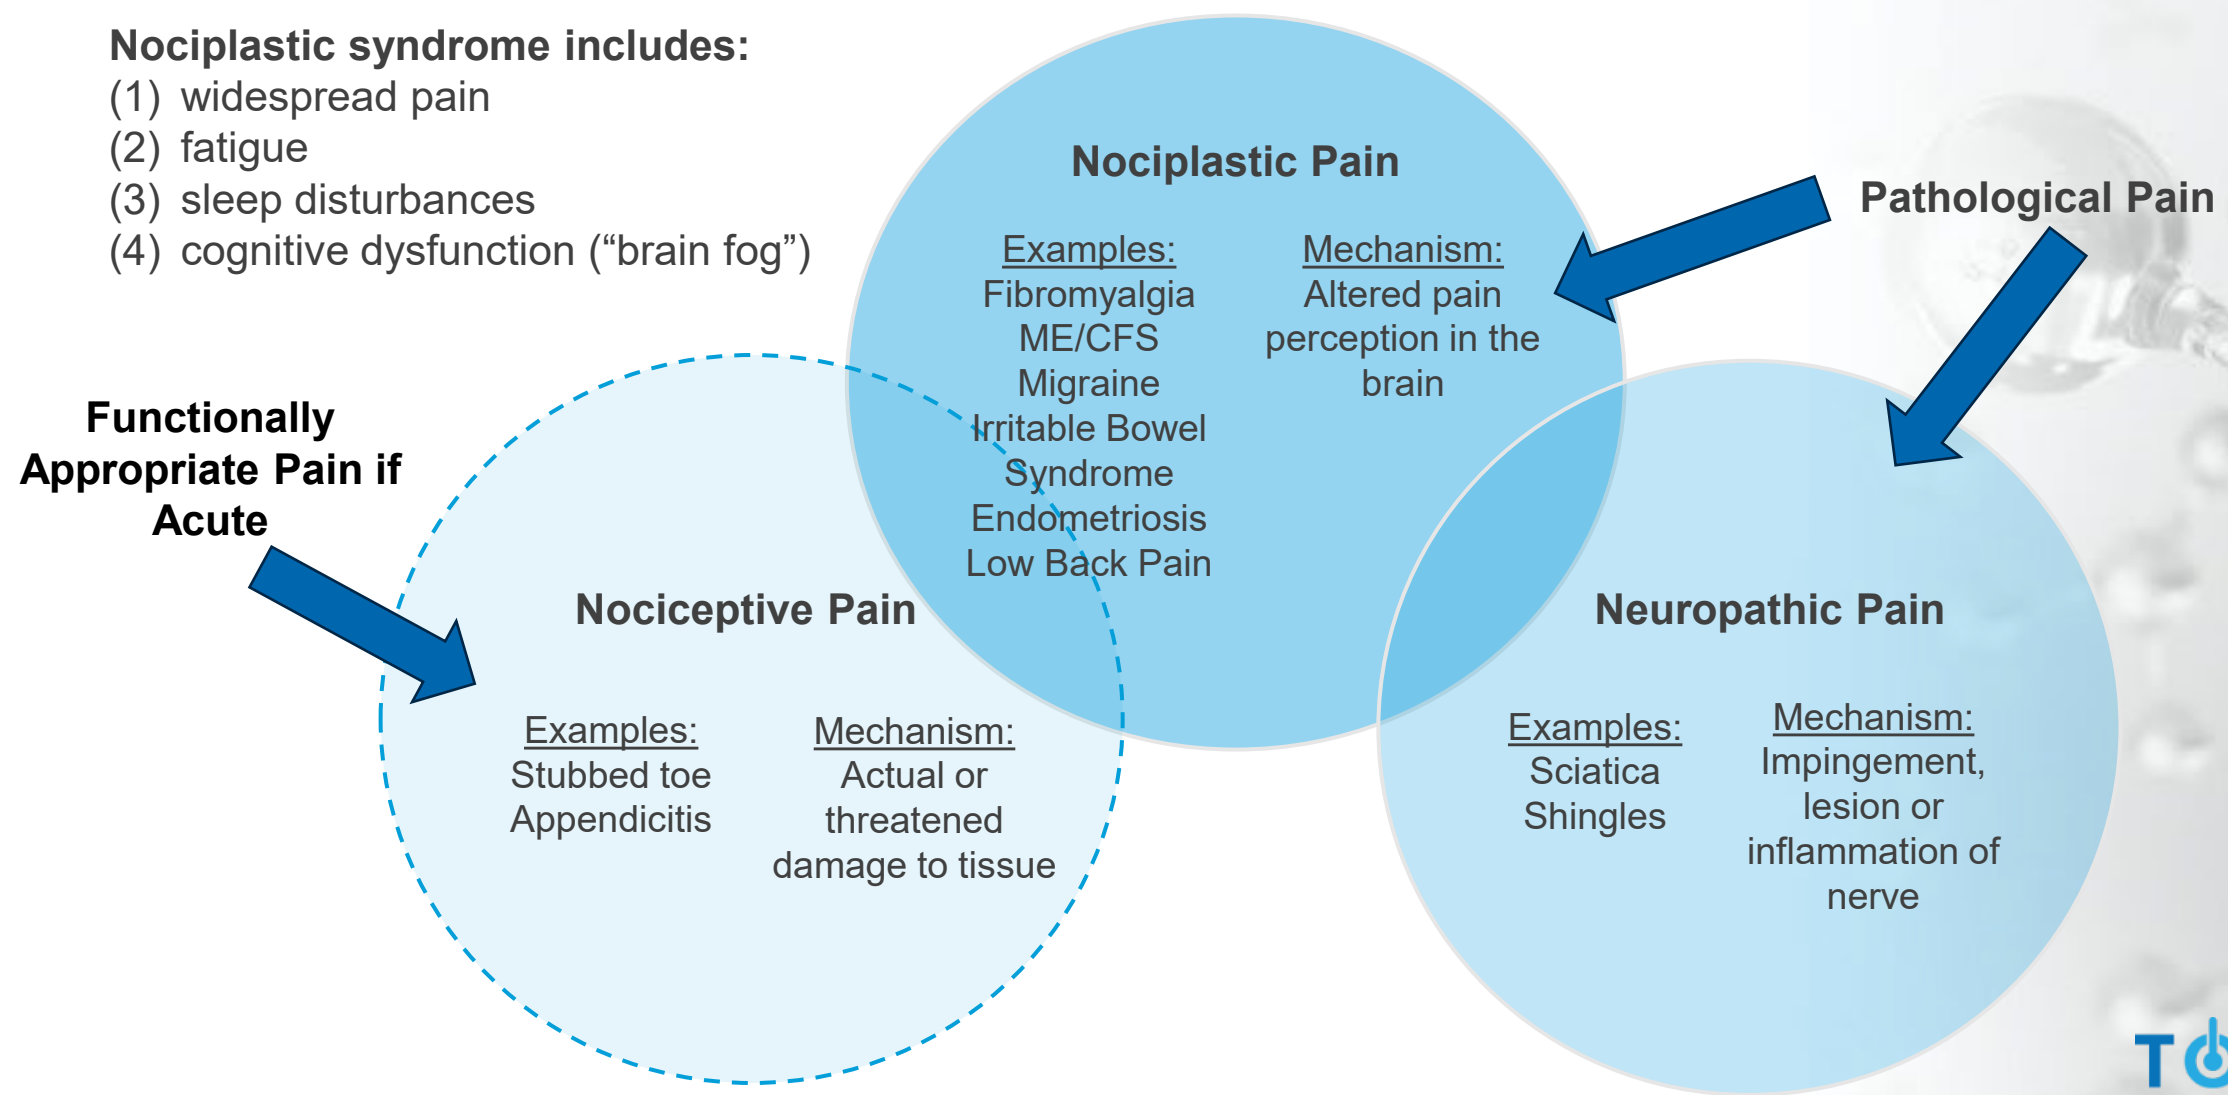 Nociplastic syndrome includes:
(1) widespread pain
(2) fatigue
(3) sleep disturbances
(4) cognitive dysfunction (“brain fog”)
Nociplastic Pain
Examples:
Fibromyalgia
ME/CFS
Migraine
Irritable Bowel
Syndrome
Endometriosis
Low Back Pain
Mechanism:
Altered pain
perception in the
brain
Pathological Pain
Functionally
Appropriate Pain if
Acute
Nociceptive Pain
Examples:
Stubbed toe
Appendicitis
Mechanism:
Actual or
threatened
damage to tissue
Neuropathic Pain
Examples:
Sciatica
Shingles
Mechanism:
Impingement,
lesion or
inflammation of
nerve